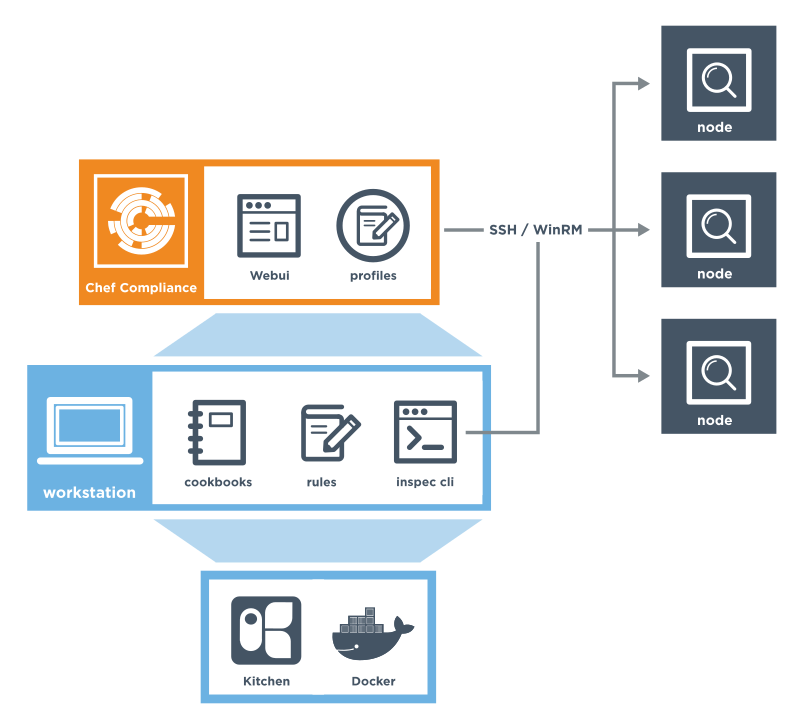 node
SSH / WinRM
Webui
profiles
Chef Compliance
node
node
cookbooks
rules
inspec cli
workstation
Kitchen
Docker